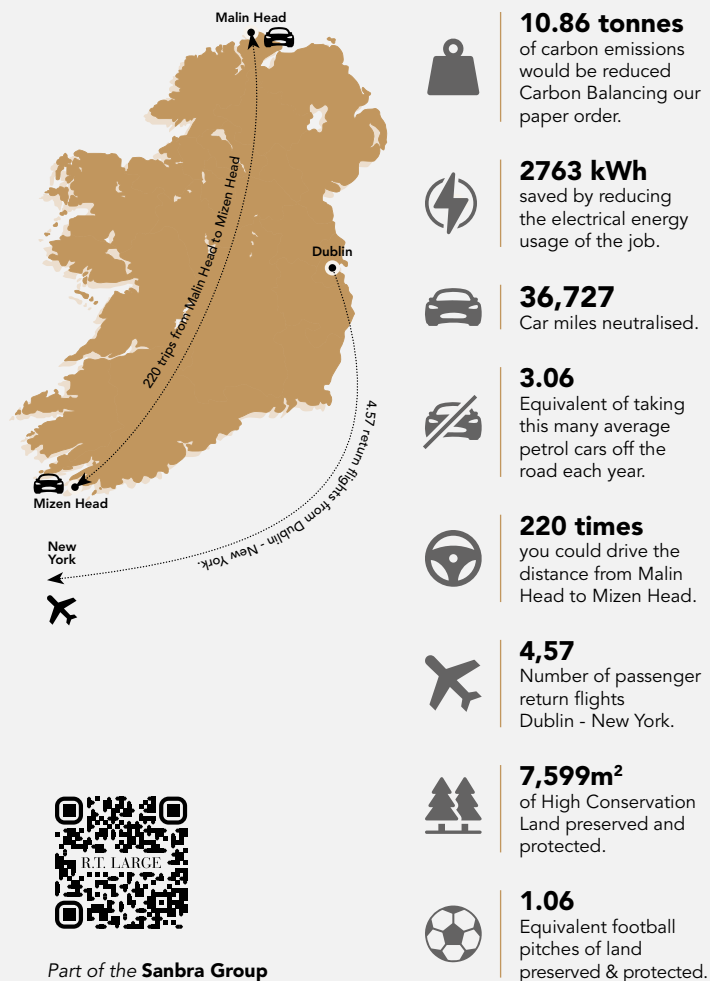 Malin Head
220 trips from Malin Head to Mizen Head
Dublin
4.57 return flights from Dublin - New York.
Mizen Head
New
York
R.T. LARGE
Part of the Sanbra Group
10.86 tonnes
of carbon emissions
would be reduced
Carbon Balancing our
paper order.
2763 kWh
saved by reducing
the electrical energy
usage of the job.
36,727
Car miles neutralised.
3.06
Equivalent of taking
this many average
petrol cars off the
road each year.
220 times
you could drive the
distance from Malin
Head to Mizen Head.
4,57
Number of passenger
return flights
Dublin - New York.
7,599m²
of High Conservation
Land preserved and
protected.
1.06
Equivalent football
pitches of land
preserved & protected.